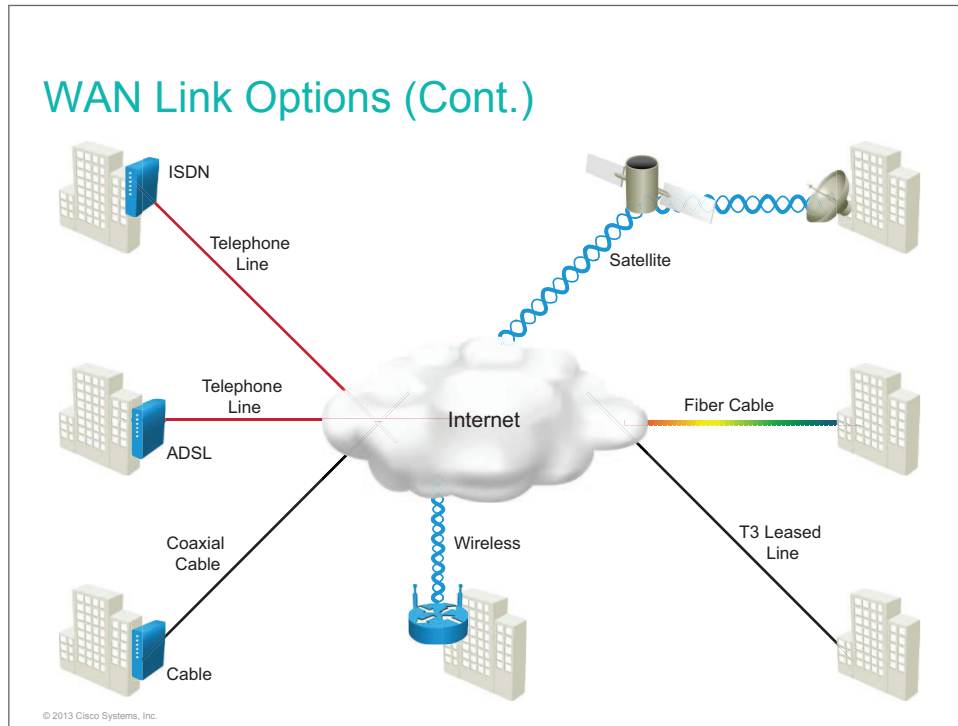 WAN Link Options (Cont.)
ISDN
Telephone
Line
Satellite
Telephone
Line
ADSL
Internet
Fiber Cable
Coaxial
Cable
Wireless
T3 Leased
Line
Cable
© 2013 Cisco Systems, Inc.